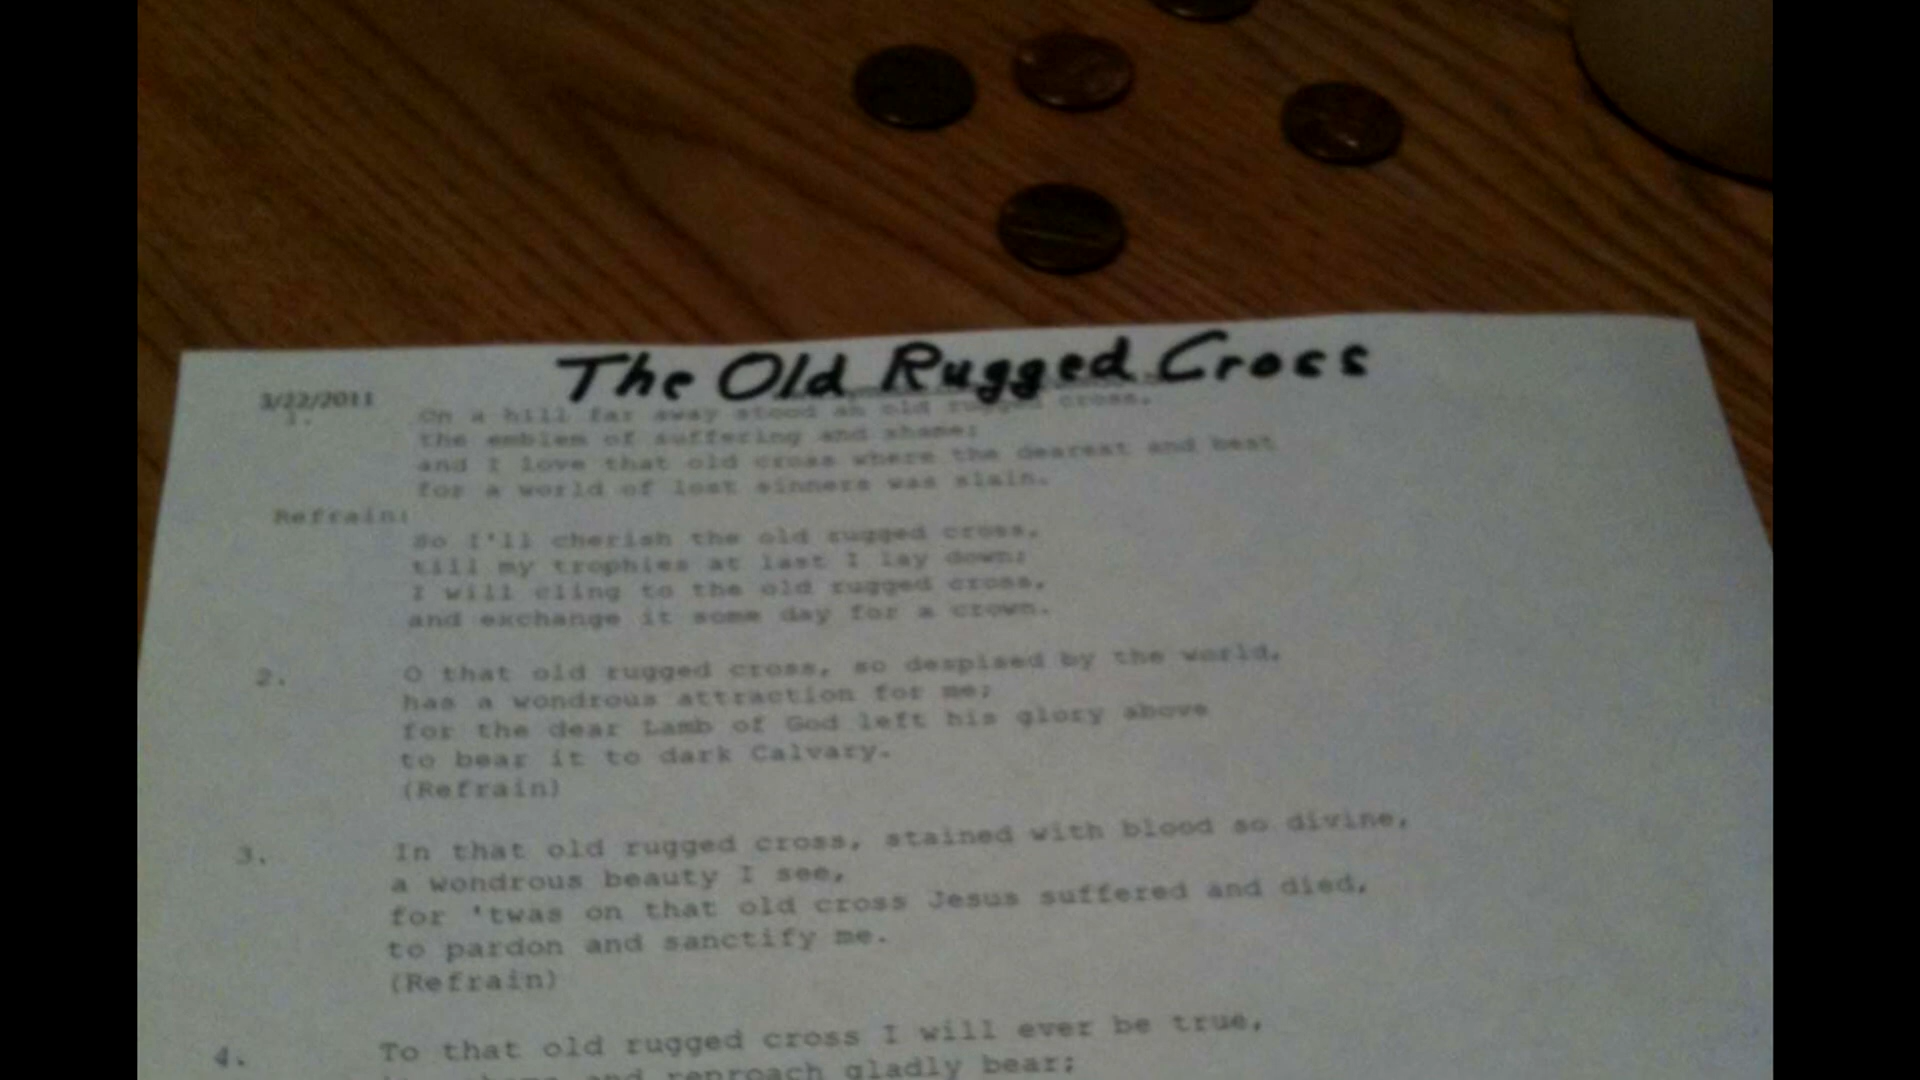 The Old Rugged Cross
3/22/2011
1. On a hill far away stood an old rugged cross,
the emblem of suffering and shame;
and I love that old cross where the dearest and best
for a world of lost sinners was slain.
Refrain:
So I'll cherish the old rugged cross,
till my trophies at last I lay down;
I will cling to the old rugged cross,
and exchange it some day for a crown.
2. O that old rugged cross, so despised by the world,
has a wondrous attraction for me;
for the dear Lamb of God left his glory above
to bear it to dark Calvary.
(Refrain)
3. In that old rugged cross, stained with blood so divine,
a wondrous beauty I see,
for 'twas on that old cross Jesus suffered and died,
to pardon and sanctify me.
(Refrain)
4. To that old rugged cross I will ever be true,
shame and reproach gladly bear;